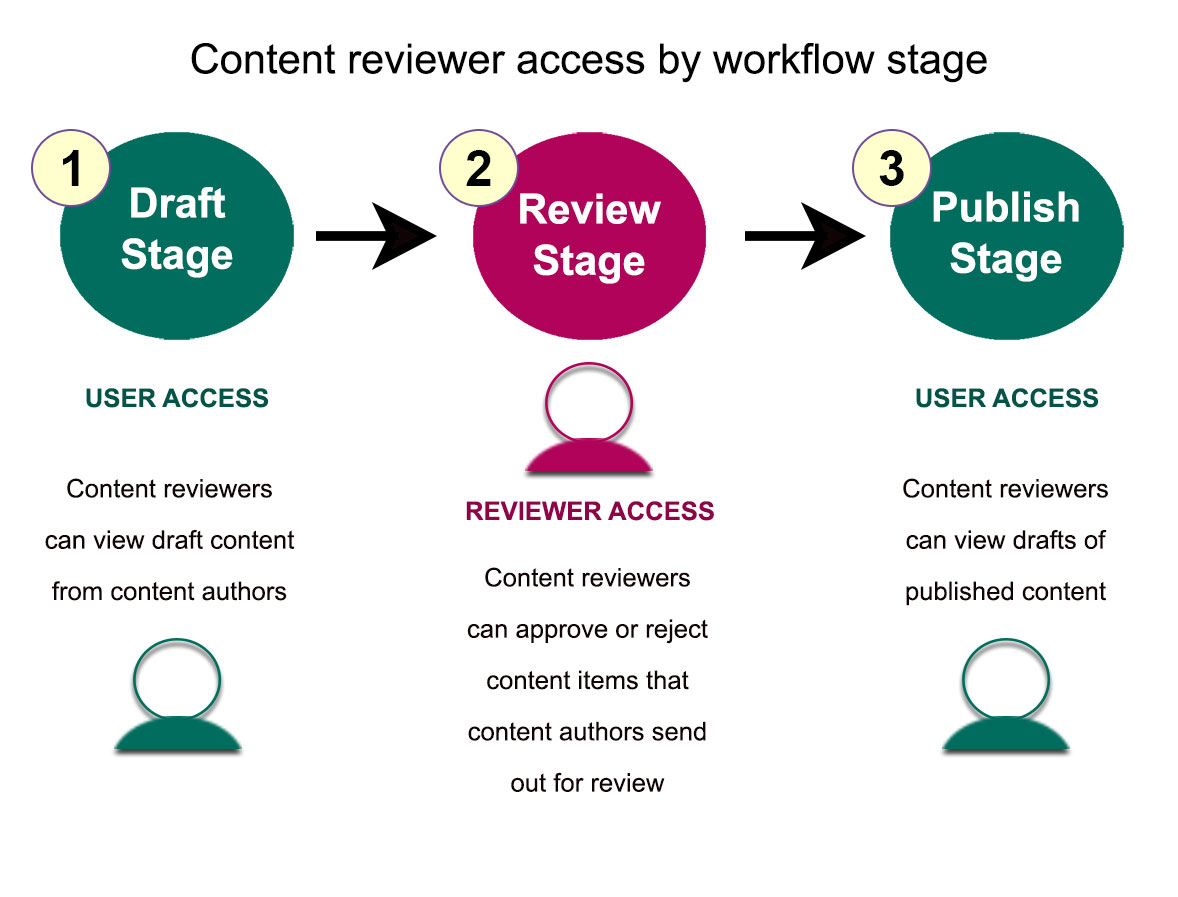 Content reviewer access by workflow stage
1
Draft
Stage
2
Review
Stage
3
Publish
Stage
USER ACCESS
Content reviewers
can view draft content
from content authors
REVIEWER ACCESS
Content reviewers
can approve or reject
content items that
content authors send
out for review
USER ACCESS
Content reviewers
can view drafts of
published content